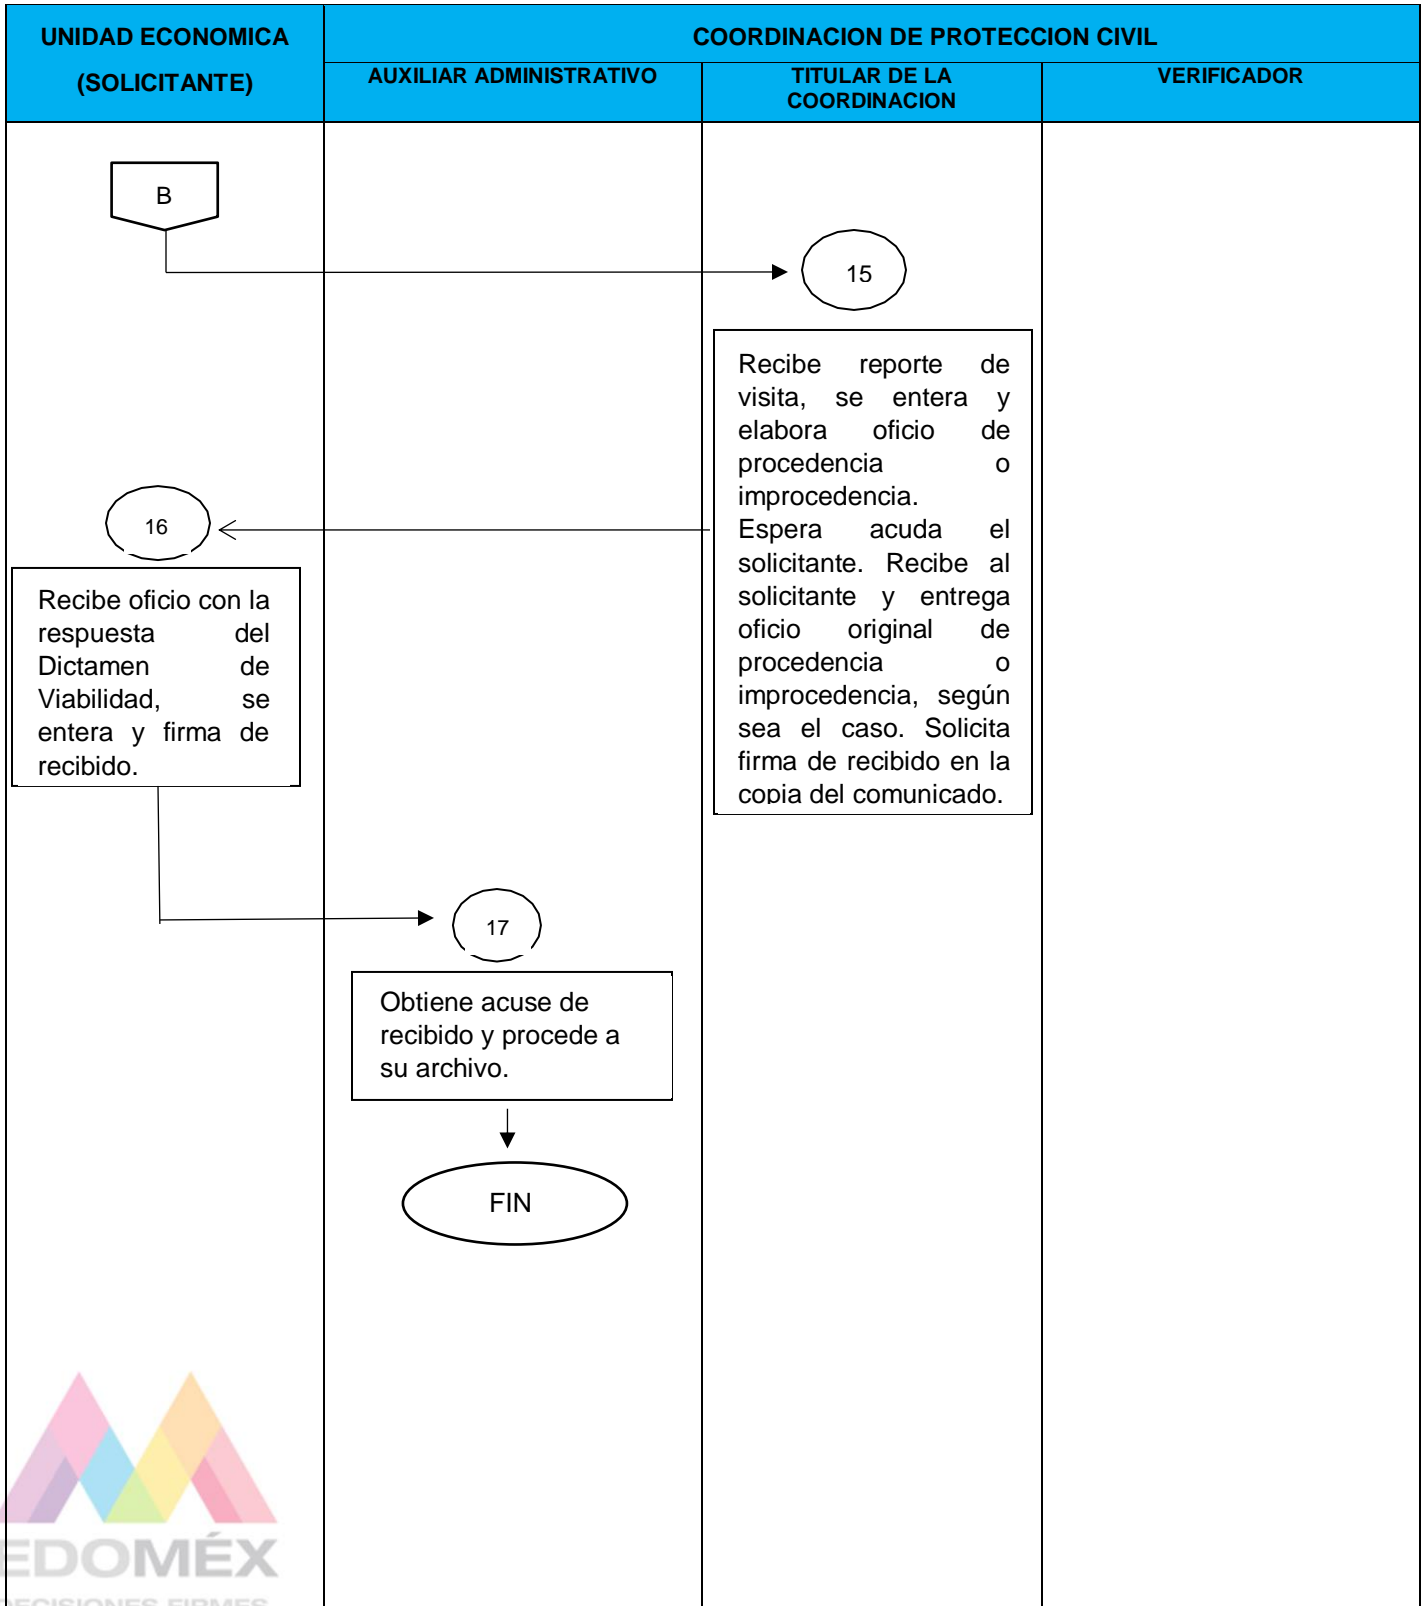 UNIDAD ECONOMICA
(SOLICITANTE)
COORDINACION DE PROTECCION CIVIL
AUXILIAR ADMINISTRATIVO
TITULAR DE LA
COORDINACION
VERIFICADOR
B
15
Recibe reporte de
visita, se entera y
elabora oficio de
procedencia o
improcedencia.
Espera acuda el
solicitante. Recibe al
solicitante y entrega
oficio original de
procedencia o
improcedencia, según
sea el caso. Solicita
firma de recibido en la
copia del comunicado.
16
Recibe oficio con la
respuesta del
Dictamen de
Viabilidad, se
entera y firma de
recibido.
17
Obtiene acuse de
recibido y procede a
su archivo.
FIN
EDOMÉX
DECISIONES FIRMES